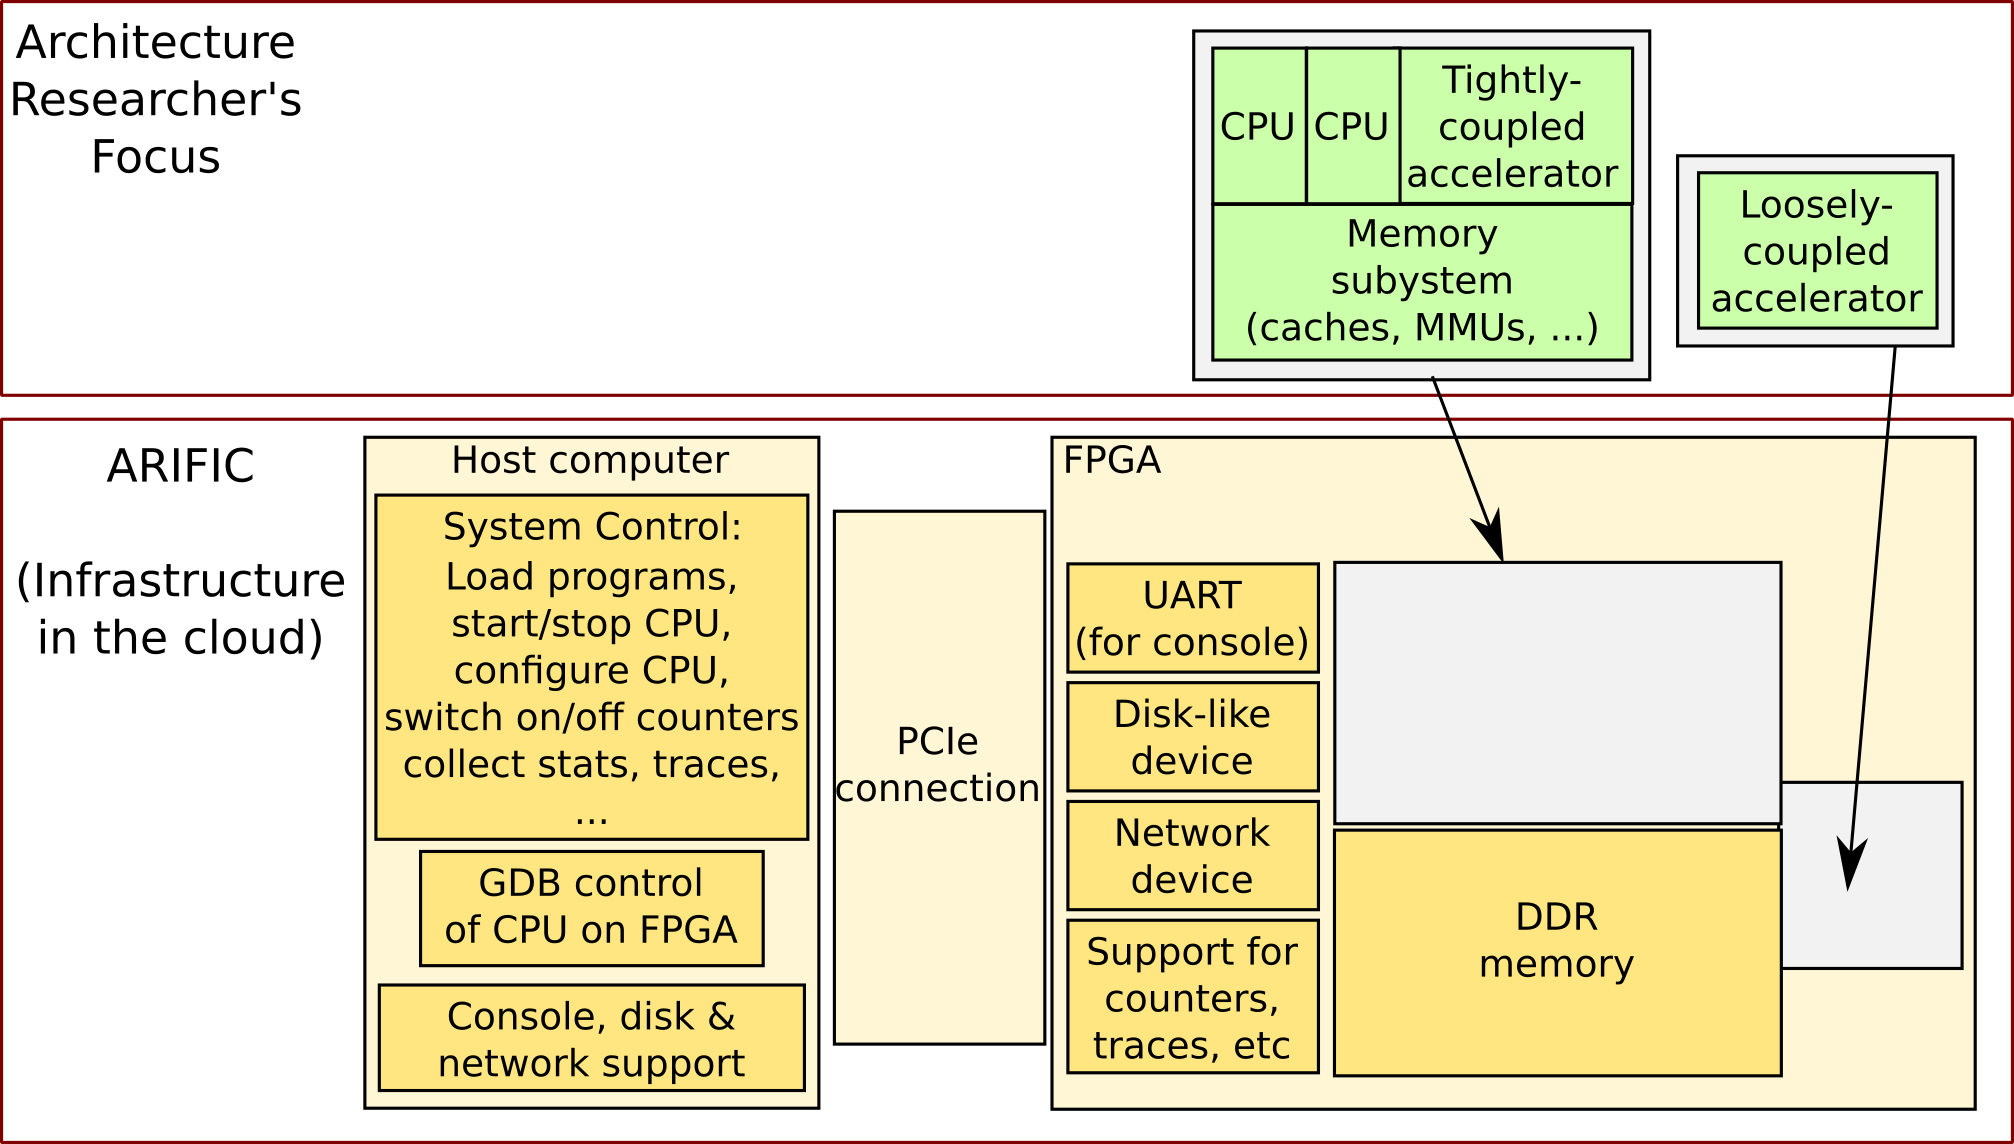 Architecture
Researcher's
Focus
CPU
CPU
Tightly-
coupled
accelerator
Memory
subystem
(caches, MMUs, ...)
Loosely-
coupled
accelerator
ARIFIC
(Infrastructure
in the cloud)
Host computer
System Control:
Load programs,
start/stop CPU,
configure CPU,
switch on/off counters
collect stats, traces,
...
GDB control
of CPU on FPGA
Console, disk &
network support
PCIe
connection
FPGA
UART
(for console)
Disk-like
device
Network
device
Support for
counters,
traces, etc
DDR
memory